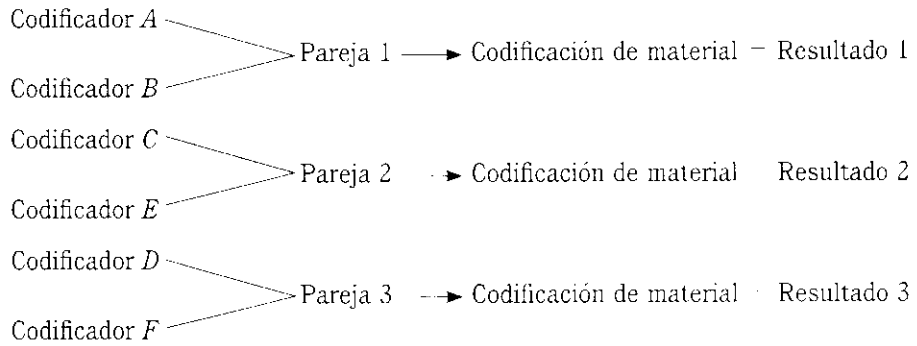 Codificador A
Pareja 1 Codificación de material – Resultado 1
Codificador B
Codificador C
Pareja 2 Codificación de material Resultado 2
Codificador E
Codificador D
Pareja 3 Codificación de material Resultado 3
Codificador F